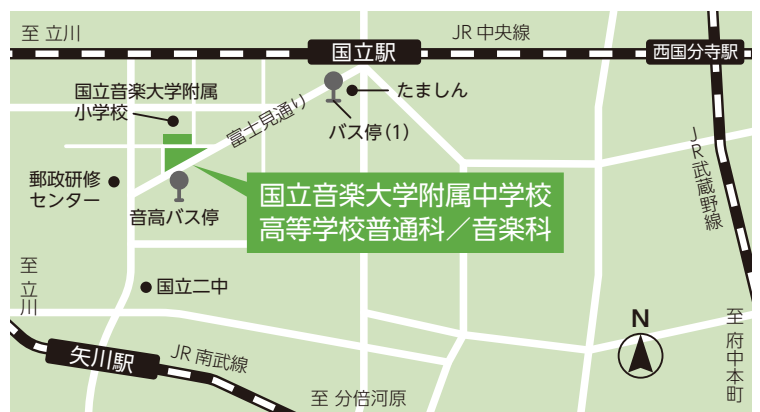 至 立川
JR 中央線
国立駅
西国分寺駅
国立音楽大学附属
小学校
たましん
富士見通り
バス停(1)
JR武蔵野線
郵政研修
センター
音高バス停
国立音楽大学附属中学校
高等学校普通科／音楽科
至 立川
国立二中
N
至 府中本町
矢川駅
JR 南武線
至 分倍河原